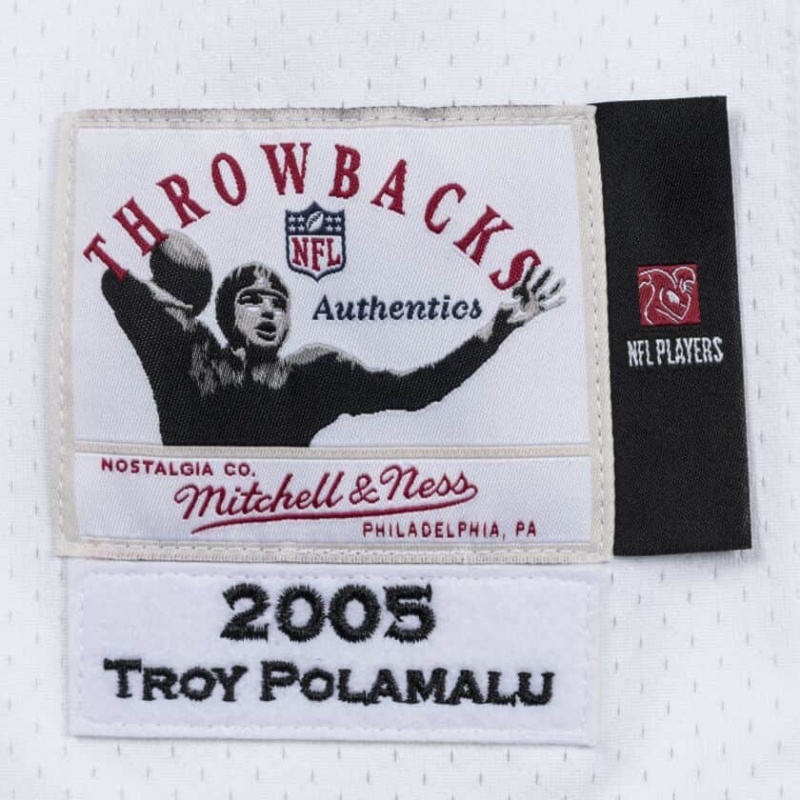 THROWBACKS
NFL
Authentics
NFL PLAYERS
NOSTALGIA CO.
Mitchell & Ness
PHILADELPHIA, PA
2005
TROY POLAMALU